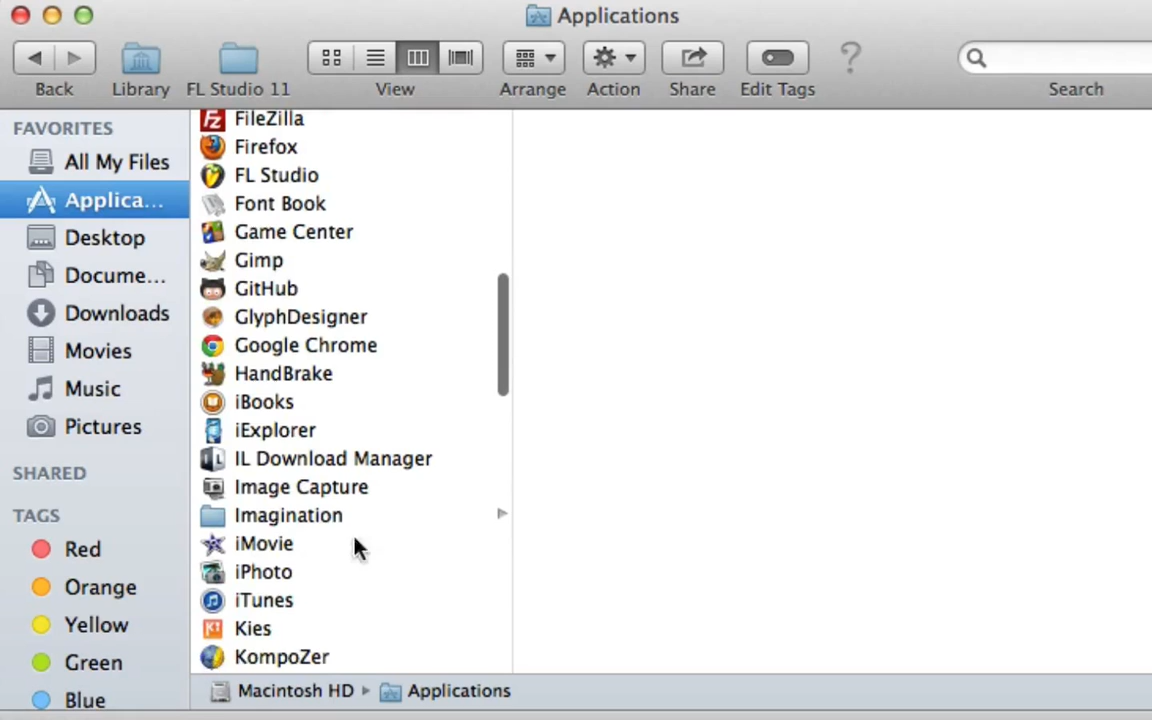 Applications
Back
Library
FL Studio 11
View
Arrange
Action
Share
Edit Tags
Search
FAVORITES
All My Files
Applica...
Desktop
Docume...
Downloads
Movies
Music
Pictures
SHARED
TAGS
Red
Orange
Yellow
Green
Blue
FileZilla
Firefox
FL Studio
Font Book
Game Center
Gimp
GitHub
GlyphDesigner
Google Chrome
HandBrake
iBooks
iExplorer
IL Download Manager
Image Capture
Imagination
iMovie
iPhoto
iTunes
Kies
KompoZer
Macintosh HD
Applications